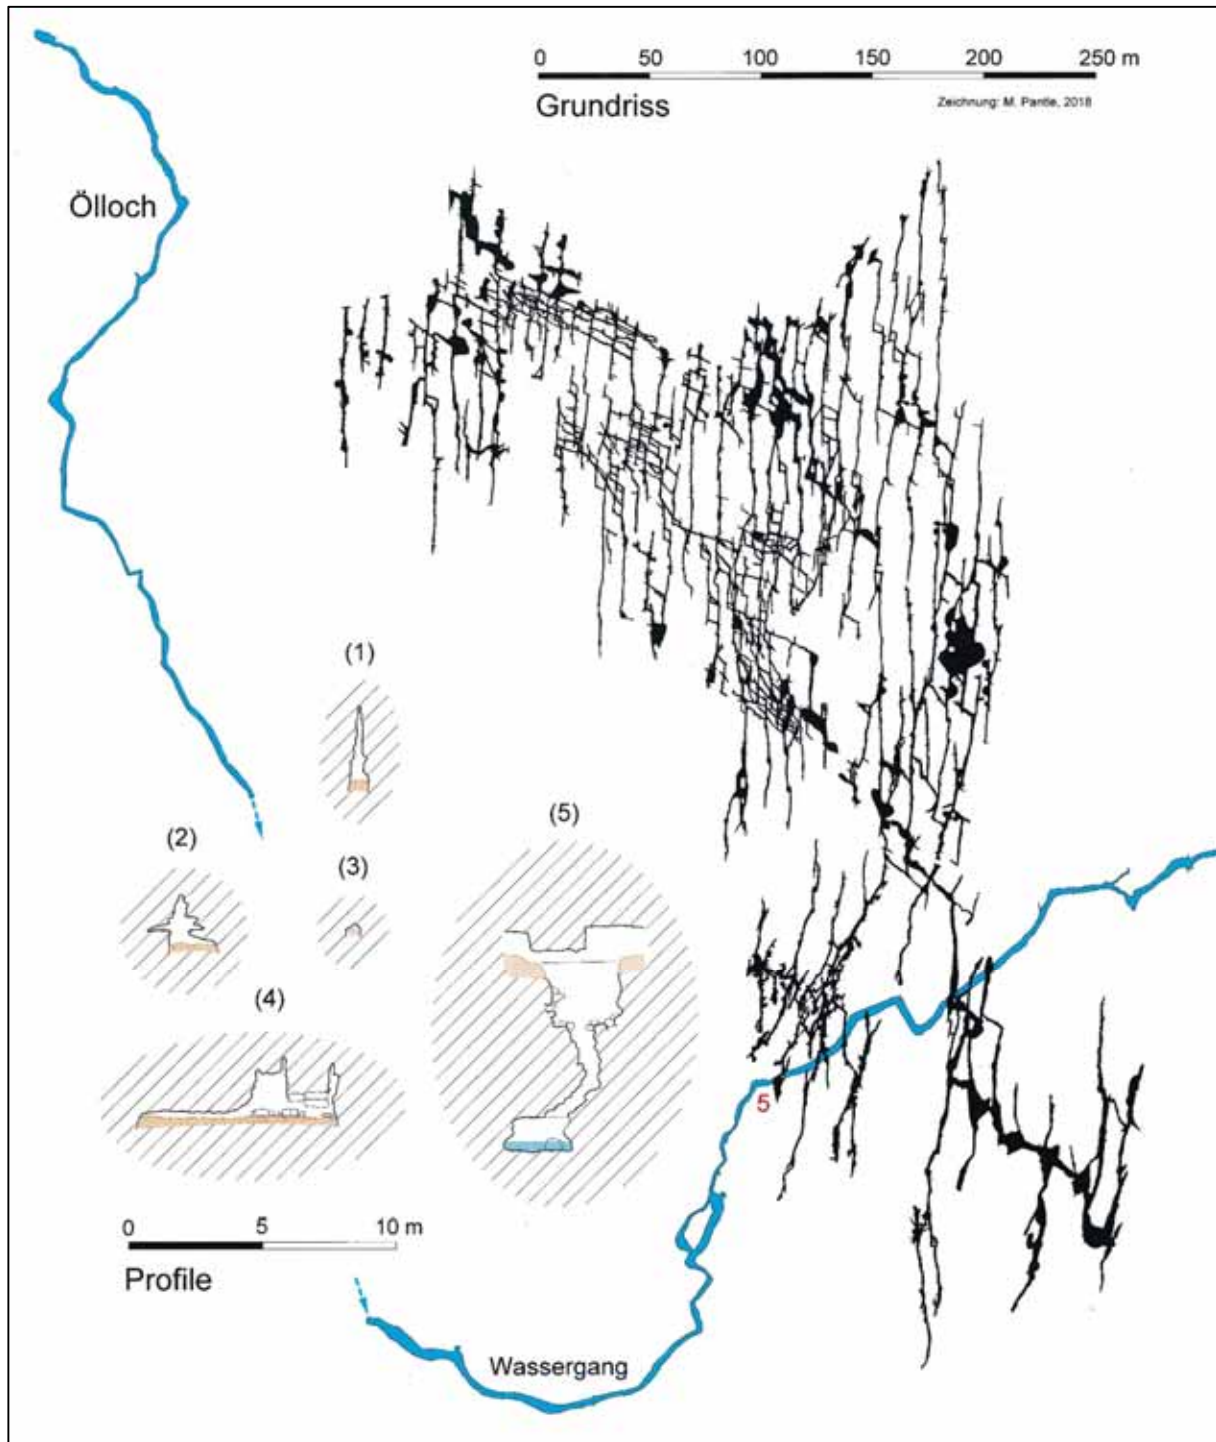 0 50 100 150 200 250 m
Grundriss
Zeichnung: M. Pantle, 2018
Ölloch
(1)
(2)
(3)
(4)
(5)
5
0 5 10 m
Profile
Wassergang